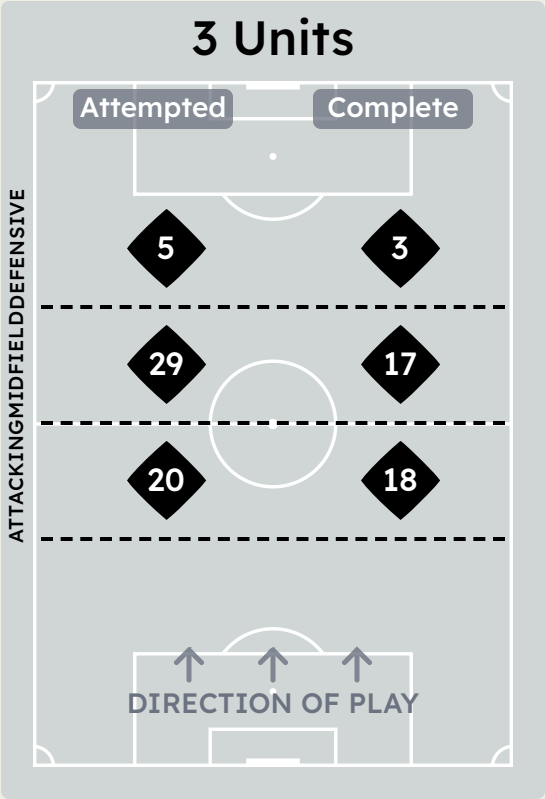 3 Units
Attempted Complete
5 3
29 17
20 18
ATTACKINGMIDFIELDDEFENSIVE
DIRECTION OF PLAY